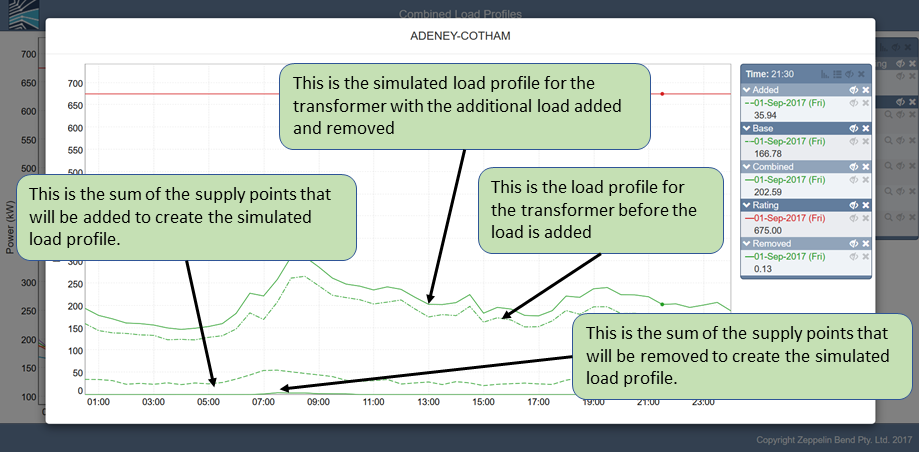 Combined Load Profiles
ADENEY-COTHAM
This is the simulated load profile for the
transformer with the additional load added
and removed
This is the sum of the supply points that
will be added to create the simulated
load profile.
This is the load profile for
the transformer before the
load is added
This is the sum of the supply points that
will be removed to create the simulated
load profile.
Time: 21:30
Added
01-Sep-2017 (Fri)
35.94
Base
01-Sep-2017 (Fri)
166.78
Combined
01-Sep-2017 (Fri)
202.59
Rating
01-Sep-2017 (Fri)
675.00
Removed
01-Sep-2017 (Fri)
0.13
Power (kW)
700
650
600
550
500
300
250
200
150
100
700
650
600
550
500
300
250
200
150
100
50
0
01:00 03:00 05:00 07:00 09:00 11:00 13:00 15:00 17:00 19:00 21:00 23:00
Copyright Zeppelin Bend Pty. Ltd. 2017